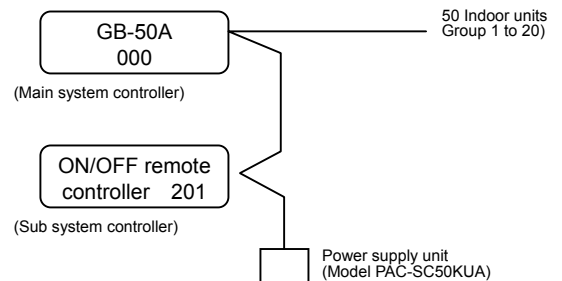 GB-50A
000
50 Indoor units
Group 1 to 20)
(Main system controller)
ON/OFF remote
controller 201
(Sub system controller)
Power supply unit
(Model PAC-SC50KUA)